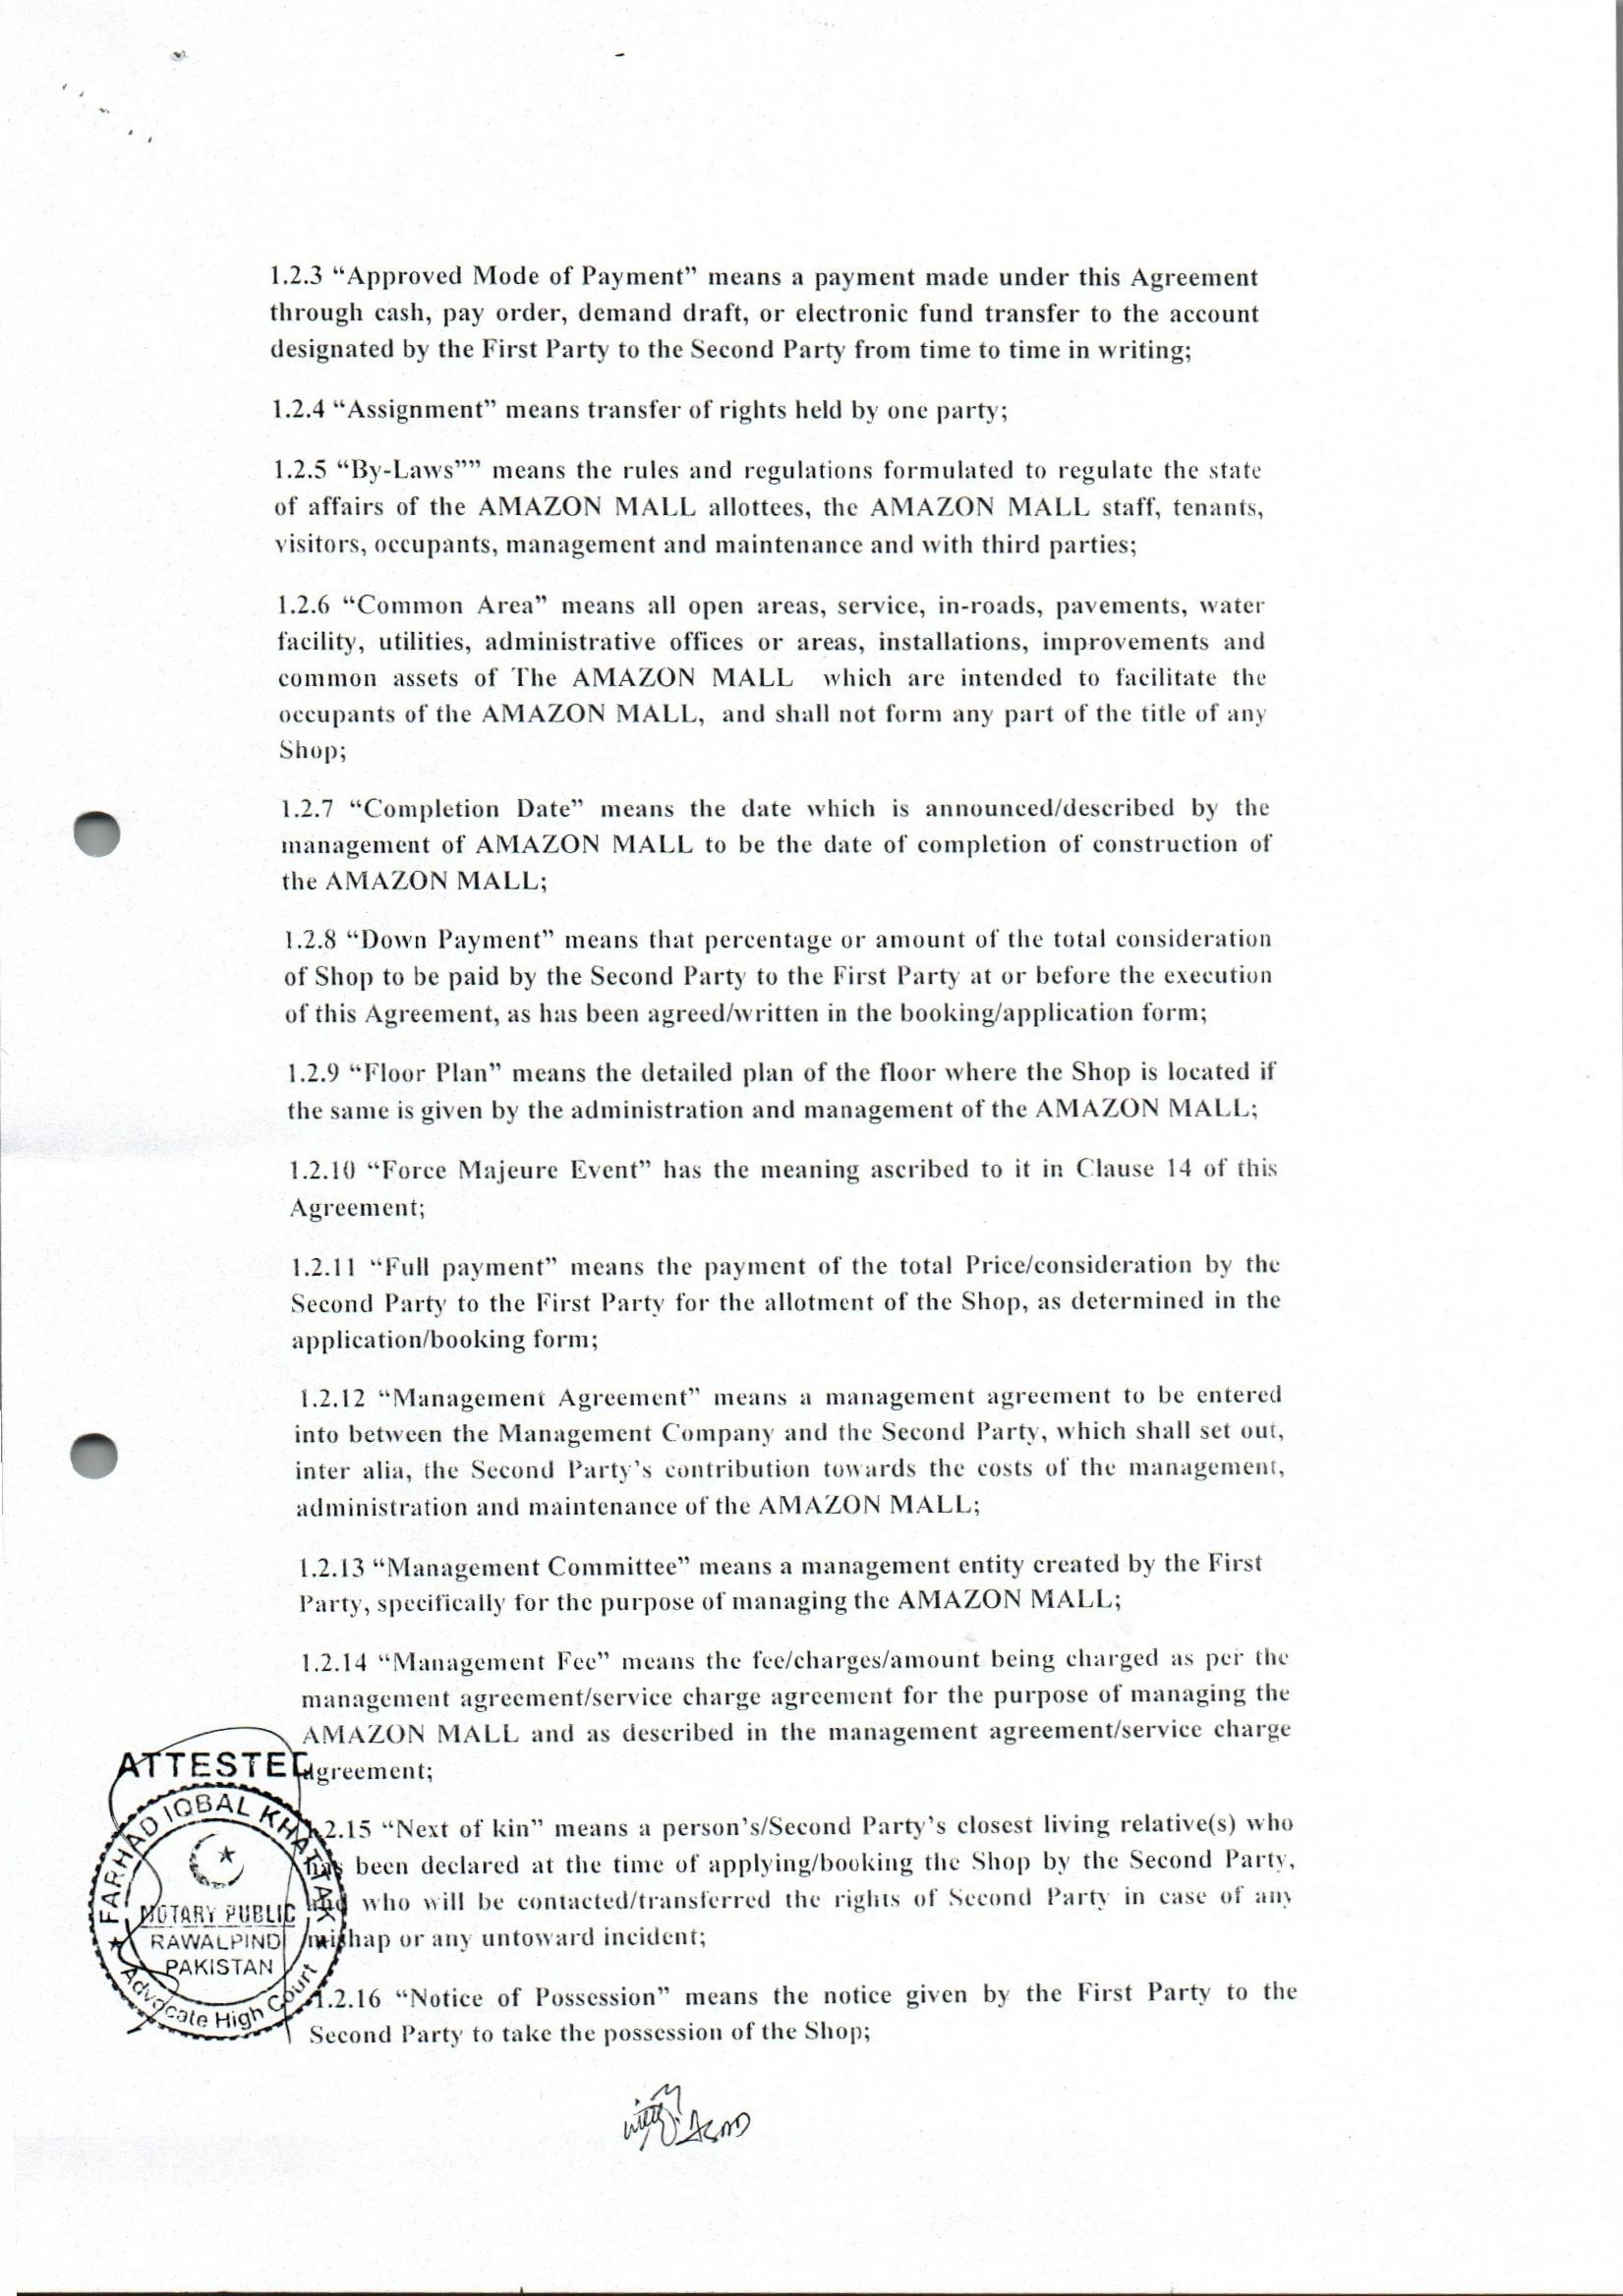 1.2.3 “Approved Mode of Payment” means a payment made under this Agreement
through cash, pay order, demand draft, or electronic fund transfer to the account
designated by the First Party to the Second Party from time to time in writing;
1.2.4 “Assignment” means transfer of rights held by one party;
1.2.5 “By-Laws”” means the rules and regulations formulated to regulate the state
of affairs of the AMAZON MALL allottees, the AMAZON MALL staff, tenants,
visitors, occupants, management and maintenance and with third parties;
1.2.6 “Common Area” means all open areas, service, in-roads, pavements, water
facility, utilities, administrative offices or areas, installations, improvements and
common assets of The AMAZON MALL which are intended to facilitate the
occupants of the AMAZON MALL, and shall not form any part of the title of any
Shop;
1.2.7 “Completion Date” means the date which is announced/described by the
management of AMAZON MALL to be the date of completion of construction of
the AMAZON MALL;
1.2.8 “Down Payment” means that percentage or amount of the total consideration
of Shop to be paid by the Second Party to the First Party at or before the execution
of this Agreement, as has been agreed/written in the booking/application form;
1.2.9 “Floor Plan” means the detailed plan of the floor where the Shop is located if
the same is given by the administration and management of the AMAZON MALL;
1.2.10 “Force Majeure Event” has the meaning ascribed to it in Clause 14 of this
Agreement;
1.2.11 “Full payment” means the payment of the total Price/consideration by the
Second Party to the First Party for the allotment of the Shop, as determined in the
application/booking form;
1.2.12 “Management Agreement” means a management agreement to be entered
into between the Management Company and the Second Party, which shall set out,
inter alia, the Second Party’s contribution towards the costs of the management,
administration and maintenance of the AMAZON MALL;
1.2.13 “Management Committee” means a management entity created by the First
Party, specifically for the purpose of managing the AMAZON MALL;
1.2.14 “Management Fee” means the fee/charges/amount being charged as per the
management agreement/service charge agreement for the purpose of managing the
AMAZON MALL and as described in the management agreement/service charge
agreement;
1.2.15 “Next of kin” means a person’s/Second Party’s closest living relative(s) who
has been declared at the time of applying/booking the Shop by the Second Party,
and who will be contacted/transferred the rights of Second Party in case of any
mishap or any untoward incident;
1.2.16 “Notice of Possession” means the notice given by the First Party to the
Second Party to take the possession of the Shop;
ATTESTED
FARHAD IQBAL KHATTAK
NOTARY PUBLIC
RAWALPINDI
PAKISTAN
Advocate High Court
ASAD